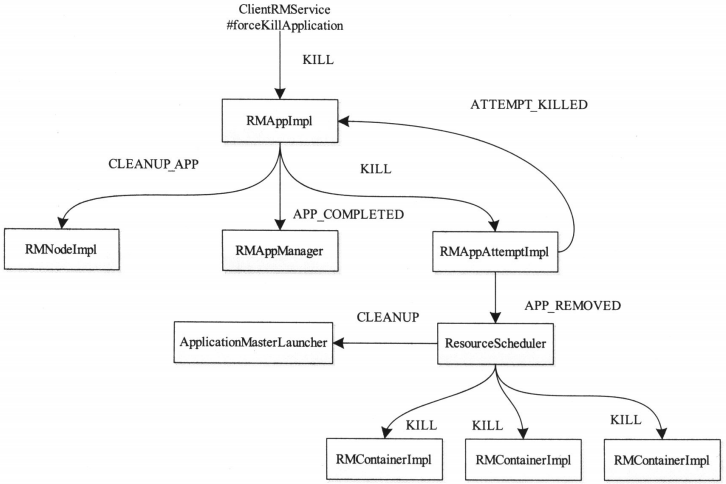 ClientRMService
#forceKillApplication
KILL
ATTEMPT_KILLED
RMAppImpl
CLEANUP_APP
KILL
APP_COMPLETED
RMNodeImpl
RMAppManager
RMAppAttemptImpl
APP_REMOVED
CLEANUP
ApplicationMasterLauncher
ResourceScheduler
KILL
KILL
KILL
RMContainerImpl
RMContainerImpl
RMContainerImpl